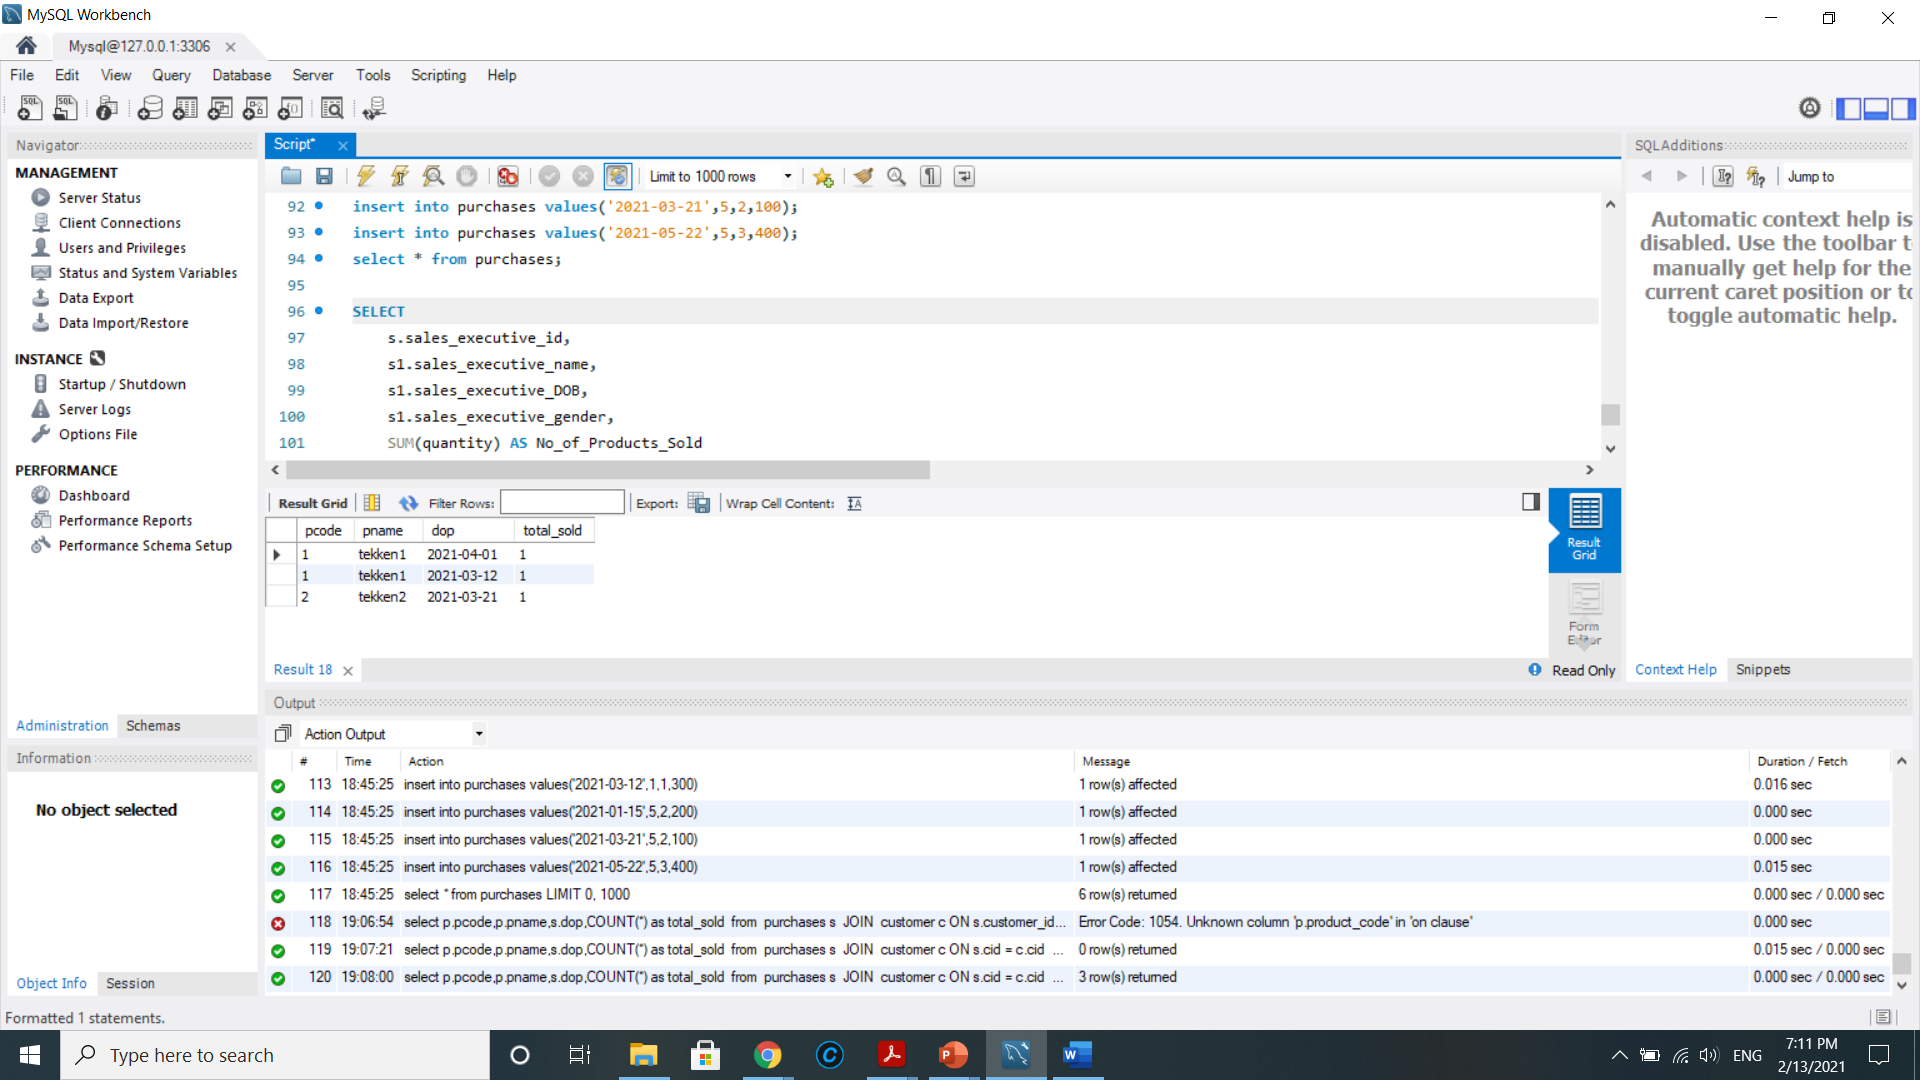 MySQL Workbench
Mysql@127.0.0.1:3306
File Edit View Query Database Server Tools Scripting Help
Navigator
MANAGEMENT
Server Status
Client Connections
Users and Privileges
Status and System Variables
Data Export
Data Import/Restore
INSTANCE
Startup / Shutdown
Server Logs
Options File
PERFORMANCE
Dashboard
Performance Reports
Performance Schema Setup
Administration Schemas
Information
No object selected
Object Info Session
Script*
Limit to 1000 rows
92 insert into purchases values('2021-03-21',5,2,100);
93 insert into purchases values('2021-05-22',5,3,400);
94 select * from purchases;
95
96 SELECT
97 s.sales_executive_id,
98 s1.sales_executive_name,
99 s1.sales_executive_DOB,
100 s1.sales_executive_gender,
101 SUM(quantity) AS No_of_Products_Sold
Result Grid Filter Rows: Export: Wrap Cell Content:
pcode pname dop total_sold
1 tekken1 2021-04-01 1
1 tekken1 2021-03-12 1
2 tekken2 2021-03-21 1
Result Grid
Form Editor
Result 18
Read Only
SQLAdditions
Jump to
Automatic context help is
disabled. Use the toolbar t
manually get help for the
current caret position or to
toggle automatic help.
Context Help Snippets
Output
Action Output
# Time Action Message Duration / Fetch
113 18:45:25 insert into purchases values('2021-03-12',1,1,300) 1 row(s) affected 0.016 sec
114 18:45:25 insert into purchases values('2021-01-15',5,2,200) 1 row(s) affected 0.000 sec
115 18:45:25 insert into purchases values('2021-03-21',5,2,100) 1 row(s) affected 0.000 sec
116 18:45:25 insert into purchases values('2021-05-22',5,3,400) 1 row(s) affected 0.015 sec
117 18:45:25 select * from purchases LIMIT 0, 1000 6 row(s) returned 0.000 sec / 0.000 sec
118 19:06:54 select p.pcode,p.pname,s.dop,COUNT(*) as total_sold from purchases s JOIN customer c ON s.customer_id... Error Code: 1054. Unknown column 'p.product_code' in 'on clause' 0.000 sec
119 19:07:21 select p.pcode,p.pname,s.dop,COUNT(*) as total_sold from purchases s JOIN customer c ON s.cid = c.cid ... 0 row(s) returned 0.015 sec / 0.000 sec
120 19:08:00 select p.pcode,p.pname,s.dop,COUNT(*) as total_sold from purchases s JOIN customer c ON s.cid = c.cid ... 3 row(s) returned 0.000 sec / 0.000 sec
Formatted 1 statements.
Type here to search
ENG
7:11 PM
2/13/2021